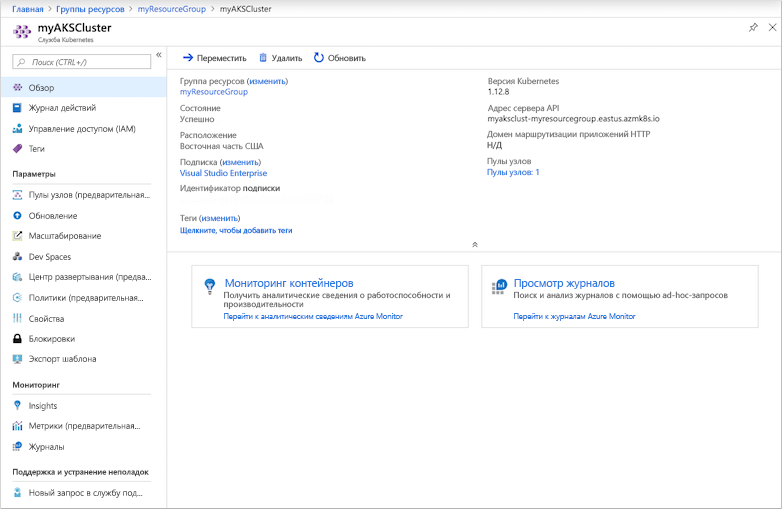 Главная > Группы ресурсов > myResourceGroup > myAKSCluster
myAKSCluster
Служба Kubernetes
Поиск (CTRL+/)
«
Обзор
Журнал действий
Управление доступом (IAM)
Теги
Параметры
Пулы узлов (предварительная...
Обновление
Масштабирование
Dev Spaces
Центр развертывания (предва...
Политики (предварительная...
Свойства
Блокировки
Экспорт шаблона
Мониторинг
Insights
Метрики (предварительная...
Журналы
Поддержка и устранение неполадок
Новый запрос в службу под...
Переместить Удалить Обновить
Группа ресурсов (изменить)
myResourceGroup
Состояние
Успешно
Расположение
Восточная часть США
Подписка (изменить)
Visual Studio Enterprise
Идентификатор подписки
Теги (изменить)
Щелкните, чтобы добавить теги
Версия Kubernetes
1.12.8
Адрес сервера API
myaksclust-myresourcegroup.eastus.azmk8s.io
Домен маршрутизации приложений HTTP
Н/Д
Пулы узлов
Пулы узлов: 1
Мониторинг контейнеров
Получить аналитические сведения о работоспособности и
производительности
Перейти к аналитическим сведениям Azure Monitor
Просмотр журналов
Поиск и анализ журналов с помощью ad-hoc-запросов
Перейти к журналам Azure Monitor